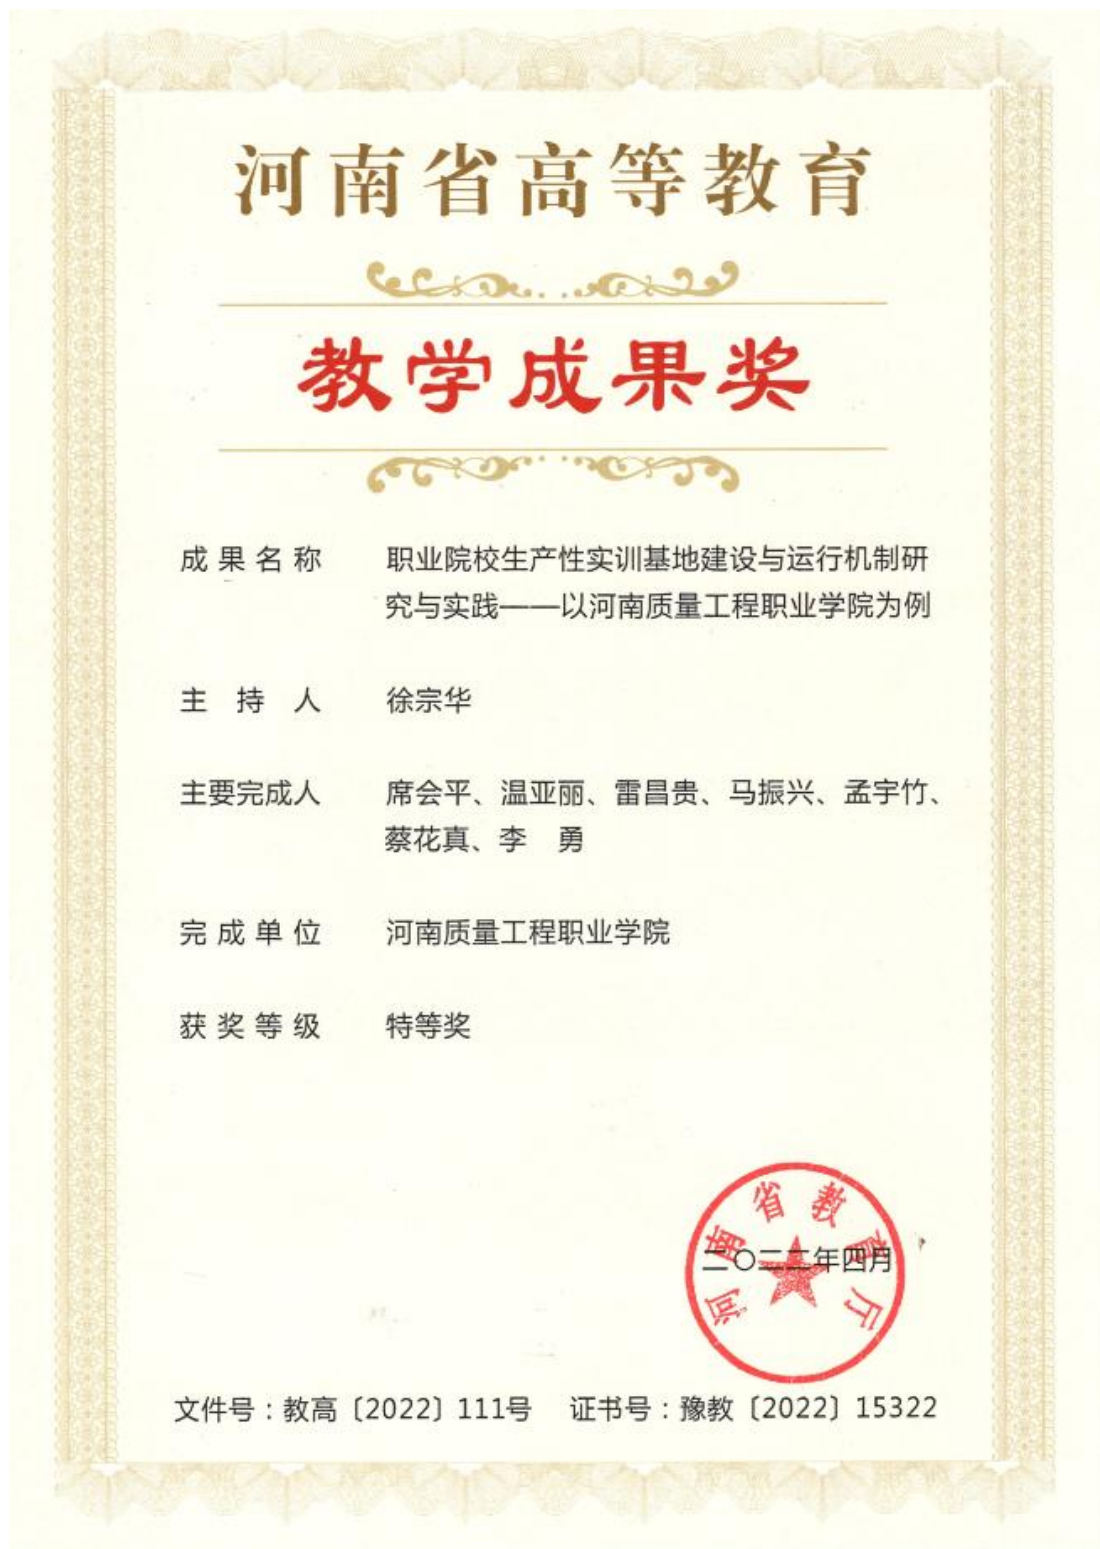 河南省高等教育
教学成果奖
成果名称 职业院校生产性实训基地建设与运行机制研
究与实践——以河南质量工程职业学院为例
主持人 徐宗华
主要完成人 席会平、温亚丽、雷昌贵、马振兴、孟宇竹、
蔡花真、李 勇
完成单位 河南质量工程职业学院
获奖等级 特等奖
河南省教育厅
二〇二二年四月
文件号：教高〔2022〕111号 证书号：豫教〔2022〕15322